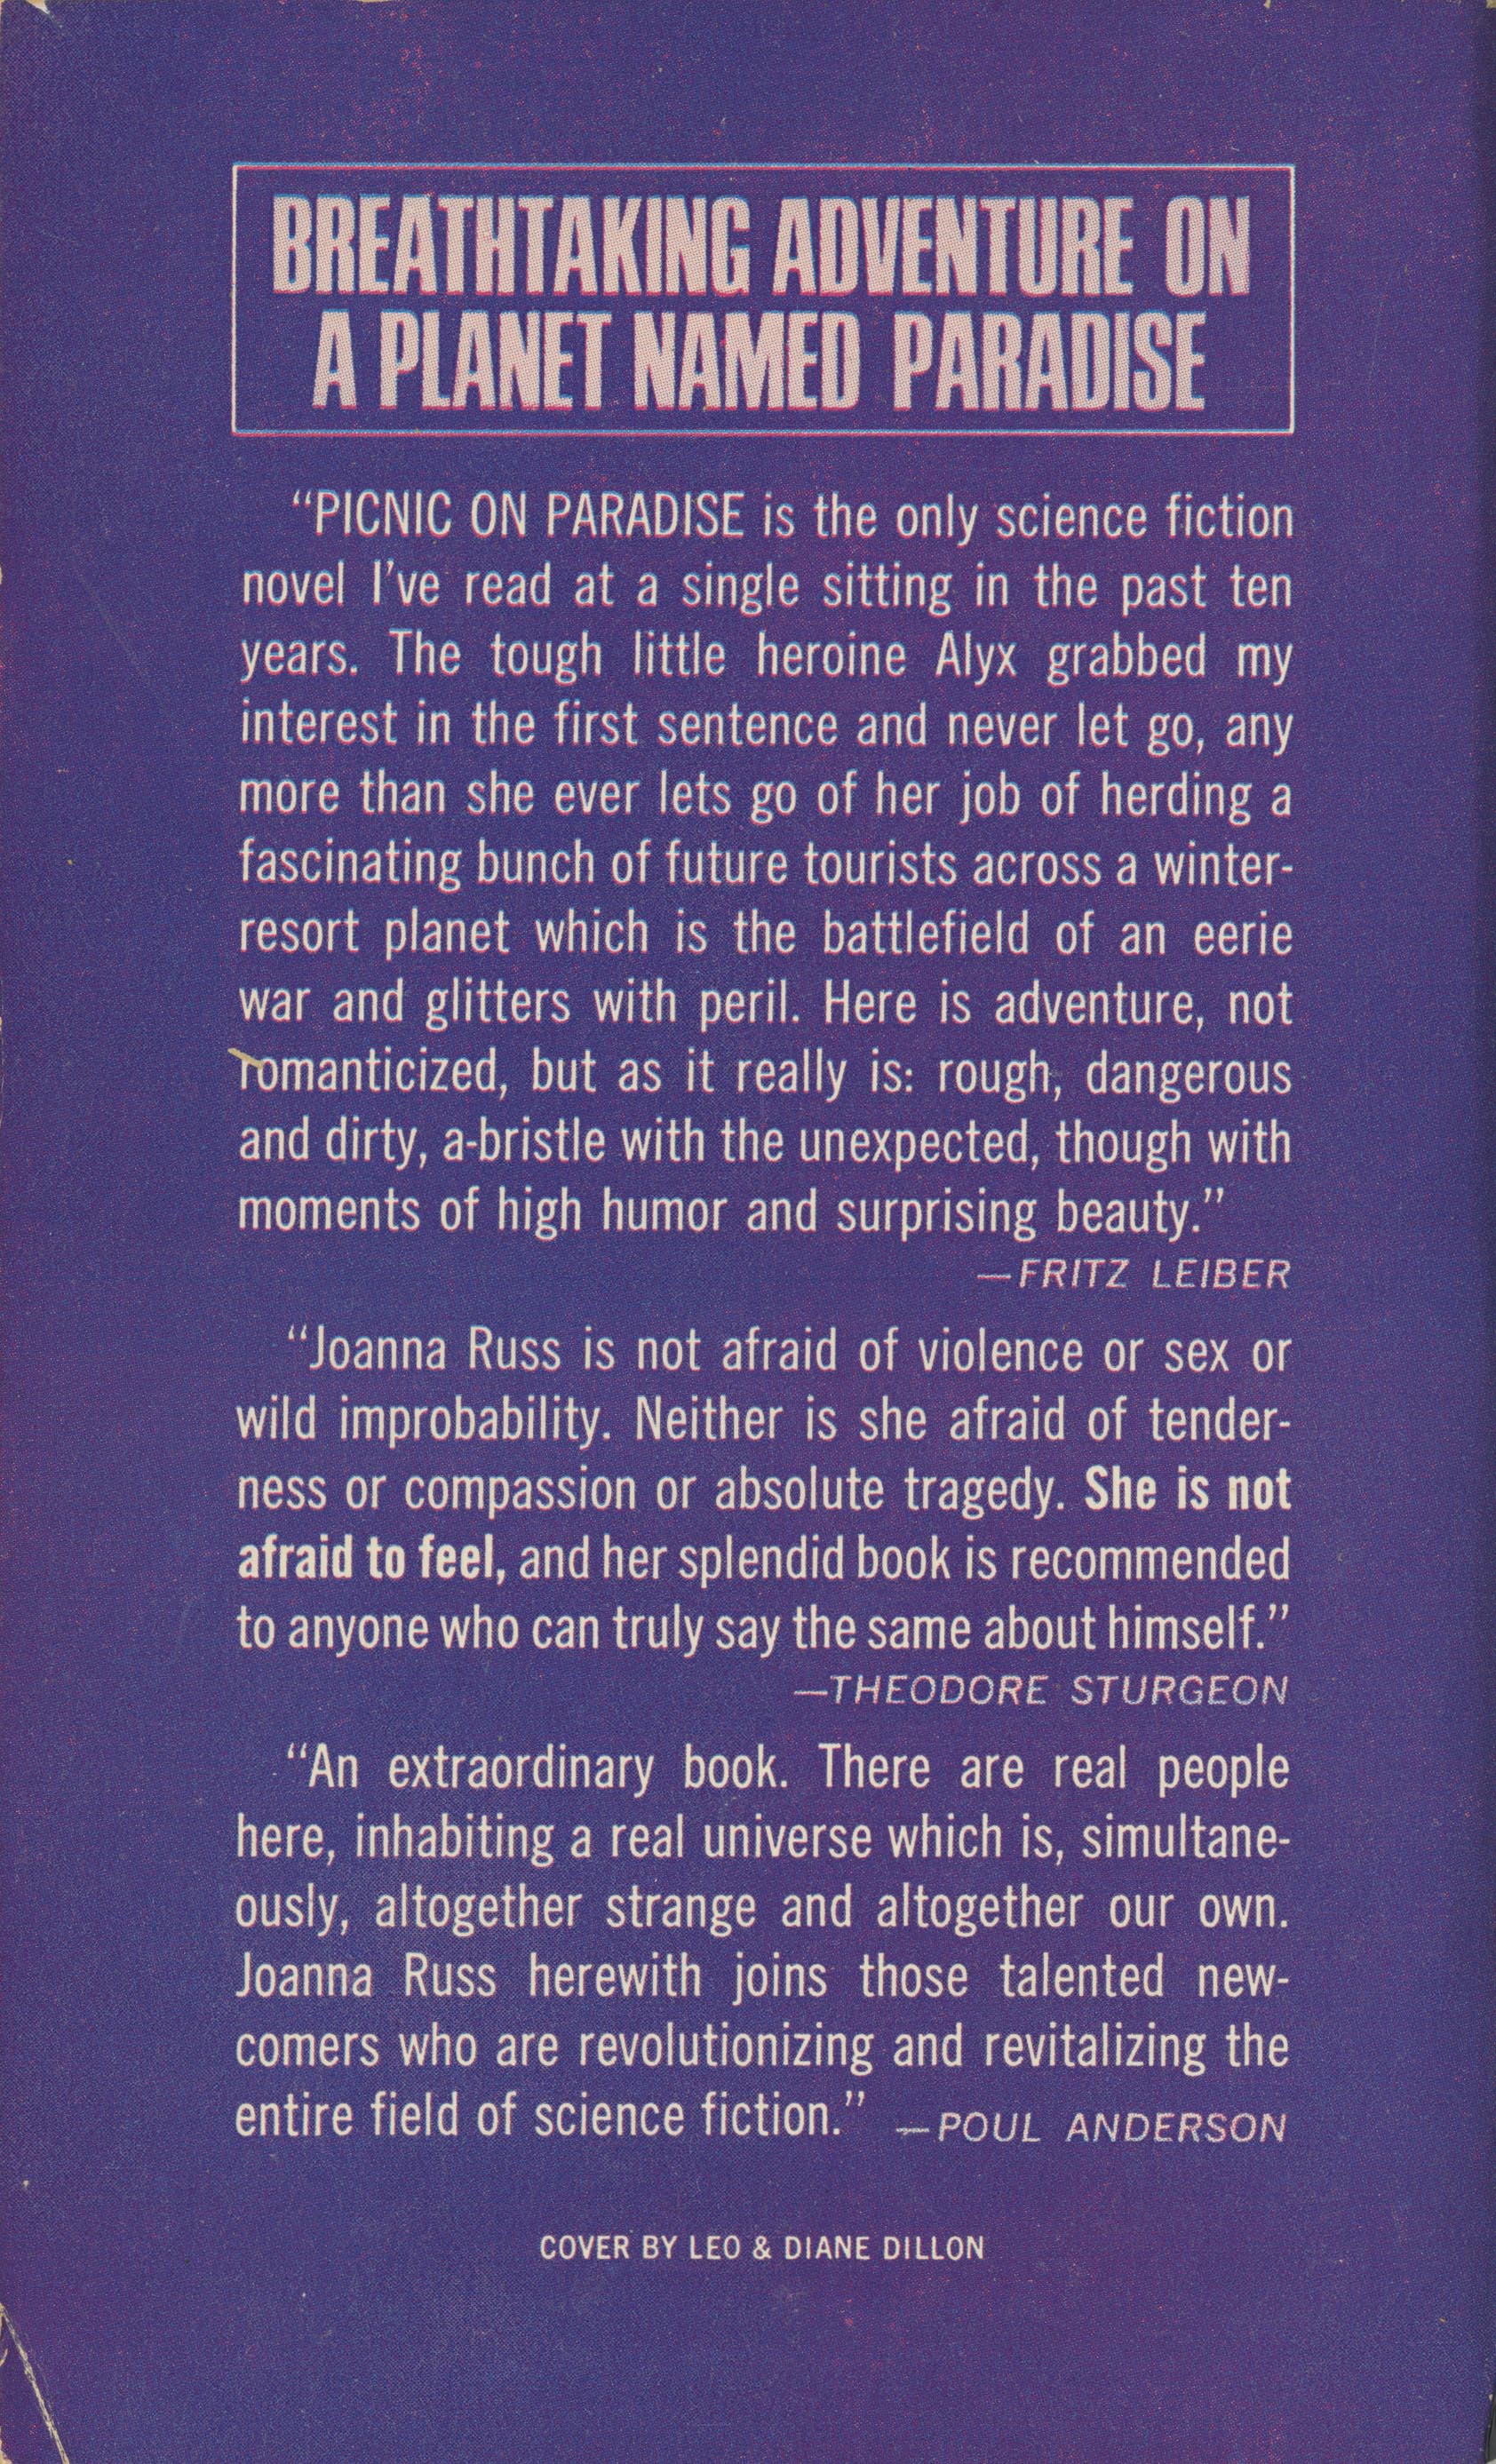 BREATHTAKING ADVENTURE ON
A PLANET NAMED PARADISE
“PICNIC ON PARADISE is the only science fiction
novel I've read at a single sitting in the past ten
years. The tough little heroine Alyx grabbed my
interest in the first sentence and never let go, any
more than she ever lets go of her job of herding a
fascinating bunch of future tourists across a winter-
resort planet which is the battlefield of an eerie
war and glitters with peril. Here is adventure, not
romanticized, but as it really is: rough, dangerous
and dirty, a-bristle with the unexpected, though with
moments of high humor and surprising beauty.”
—FRITZ LEIBER
“Joanna Russ is not afraid of violence or sex or
wild improbability. Neither is she afraid of tender-
ness or compassion or absolute tragedy. She is not
afraid to feel, and her splendid book is recommended
to anyone who can truly say the same about himself.”
—THEODORE STURGEON
“An extraordinary book. There are real people
here, inhabiting a real universe which is, simultane-
ously, altogether strange and altogether our own.
Joanna Russ herewith joins those talented new-
comers who are revolutionizing and revitalizing the
entire field of science fiction.” —POUL ANDERSON
COVER BY LEO & DIANE DILLON